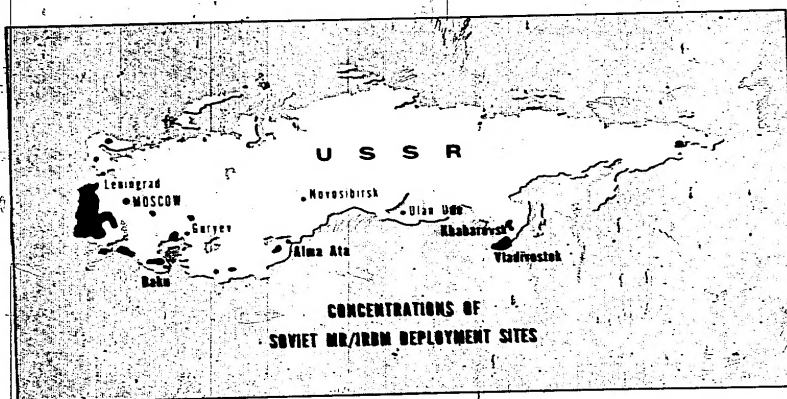 U S S R
Leningrad
MOSCOW
Novosibirsk
Ulan Ude
Guryev
Khabarovsk
Alma Ata
Vladivostok
Baku
CONCENTRATIONS OF
SOVIET MR/IRBM DEPLOYMENT SITES